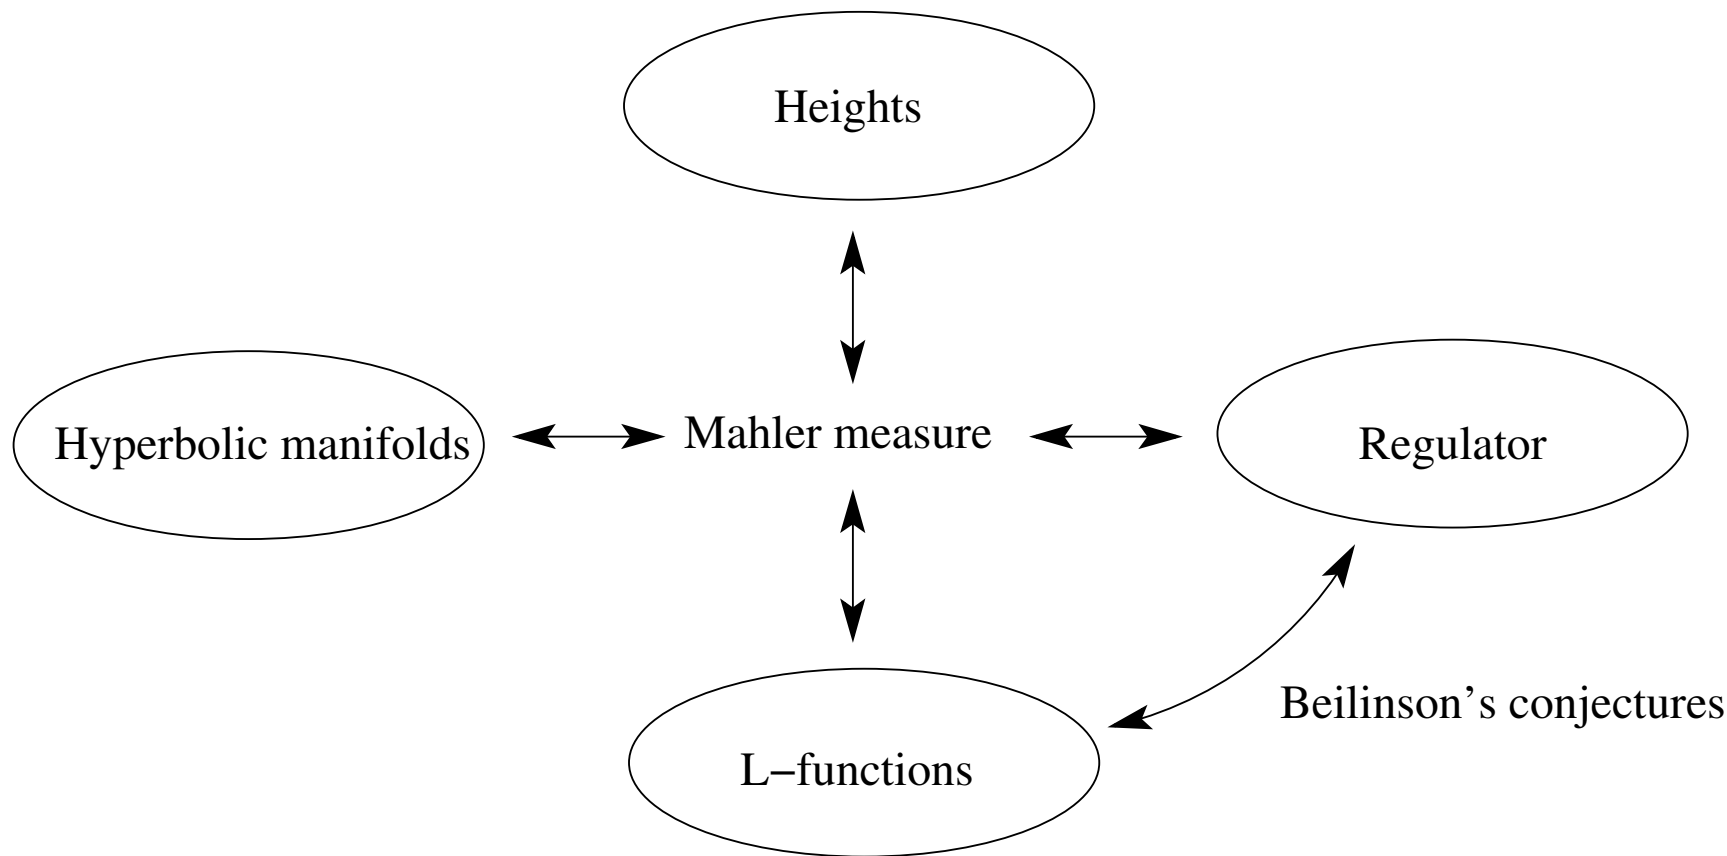 Heights
Hyperbolic manifolds
Mahler measure
Regulator
Beilinson's conjectures
L−functions